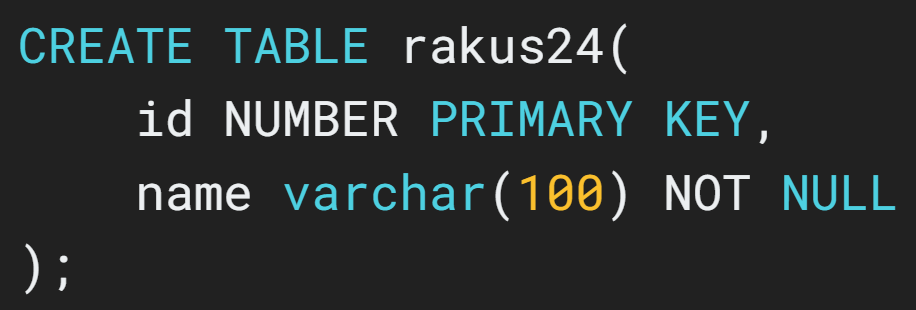 CREATE TABLE rakus24(
    id NUMBER PRIMARY KEY,
    name varchar(100) NOT NULL
);